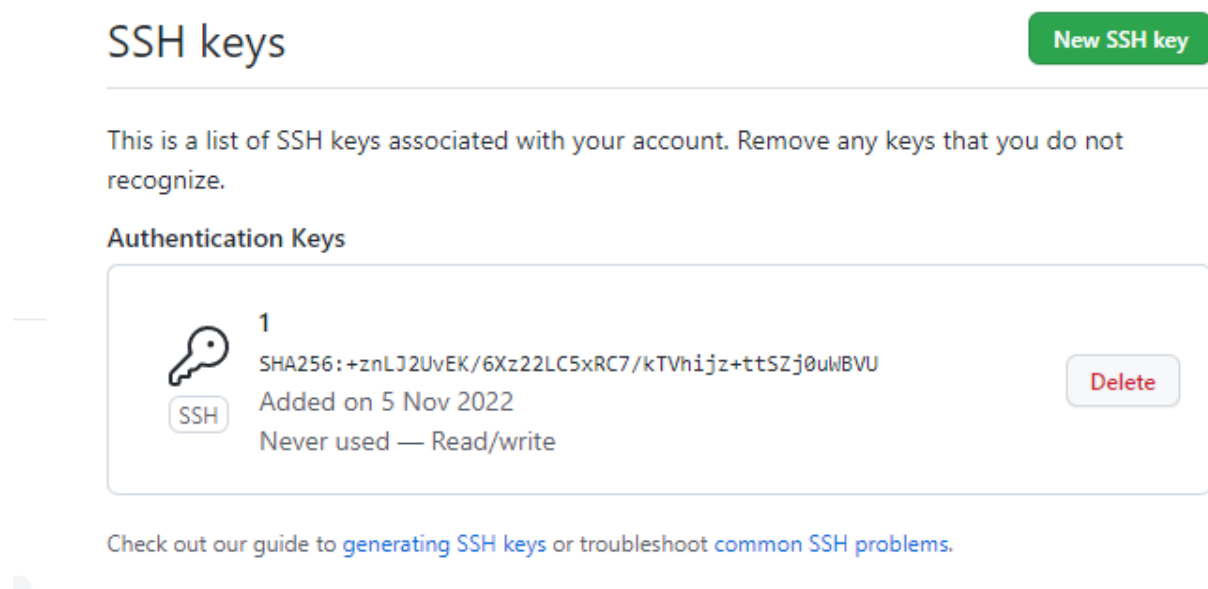 SSH keys
New SSH key
This is a list of SSH keys associated with your account. Remove any keys that you do not
recognize.
Authentication Keys
1
SHA256:+znLJ2UvEK/6Xz22LC5xRC7/kTVhijz+ttSZj0uWBVU
SSH
Added on 5 Nov 2022
Never used — Read/write
Delete
Check out our guide to generating SSH keys or troubleshoot common SSH problems.